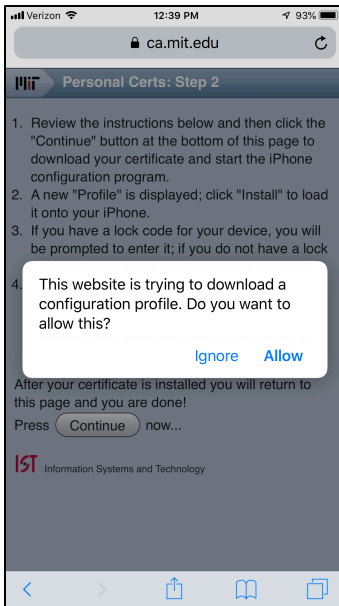 Verizon 12:39 PM 93%
ca.mit.edu
MIT Personal Certs: Step 2
1. Review the instructions below and then click the
"Continue" button at the bottom of this page to
download your certificate and start the iPhone
configuration program.
2. A new "Profile" is displayed; click "Install" to load
it onto your iPhone.
3. If you have a lock code for your device, you will
be prompted to enter it; if you do not have a lock
4.
This website is trying to download a
configuration profile. Do you want to
allow this?
Ignore Allow
After your certificate is installed you will return to
this page and you are done!
Press Continue now...
IST Information Systems and Technology